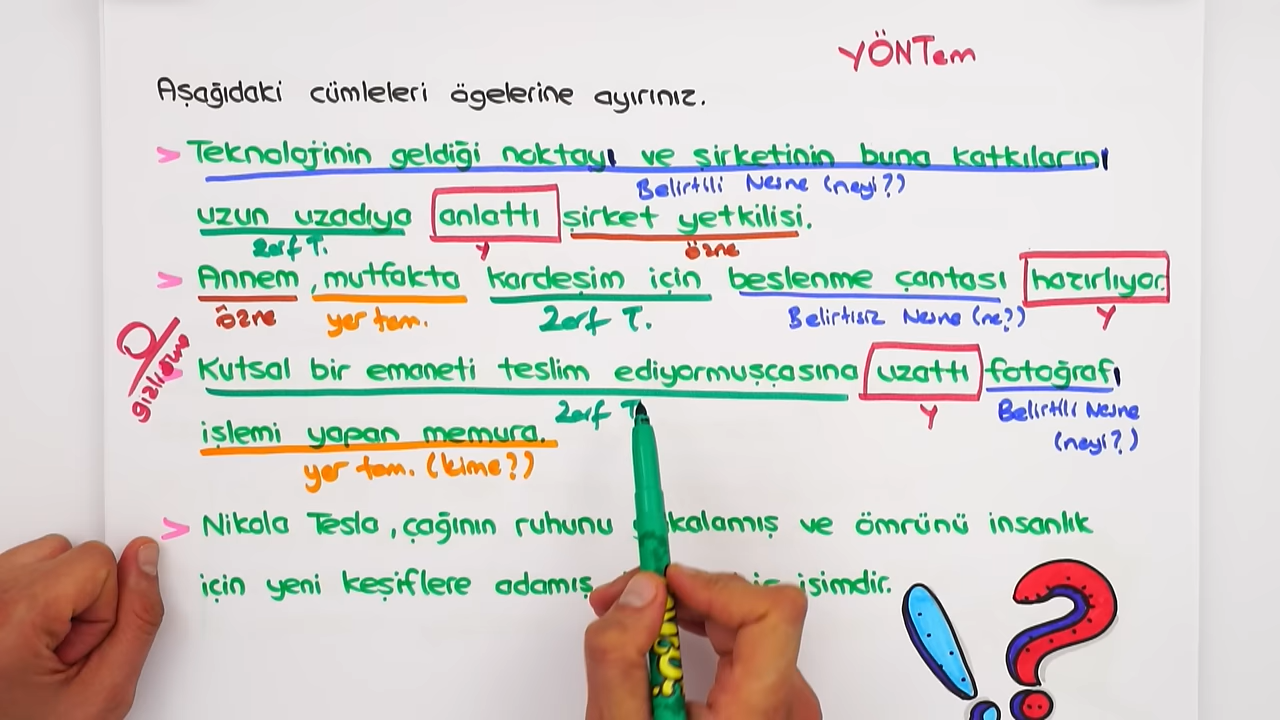 YÖNTem
Aşağıdaki cümleleri ögelerine ayırınız.
> Teknolojinin geldiği noktayı ve şirketinin buna katkılarını
Belirtili Nesne (neyi?)
uzun uzadıya anlattı şirket yetkilisi.
Zarf T. Y özne
> Annem, mutfakta kardeşim için beslenme çantası hazırlıyor.
özne yer tam. Zarf T. Belirtisiz Nesne (ne?) Y
gizli özne
Kutsal bir emaneti teslim ediyormuşçasına uzattı fotoğrafı
Zarf T Y Belirtili Nesne
(neyi?)
işlemi yapan memura.
yer tam. (kime?)
> Nikola Tesla, çağının ruhunu ve ömrünü insanlık
için yeni keşiflere adamış isimdir.